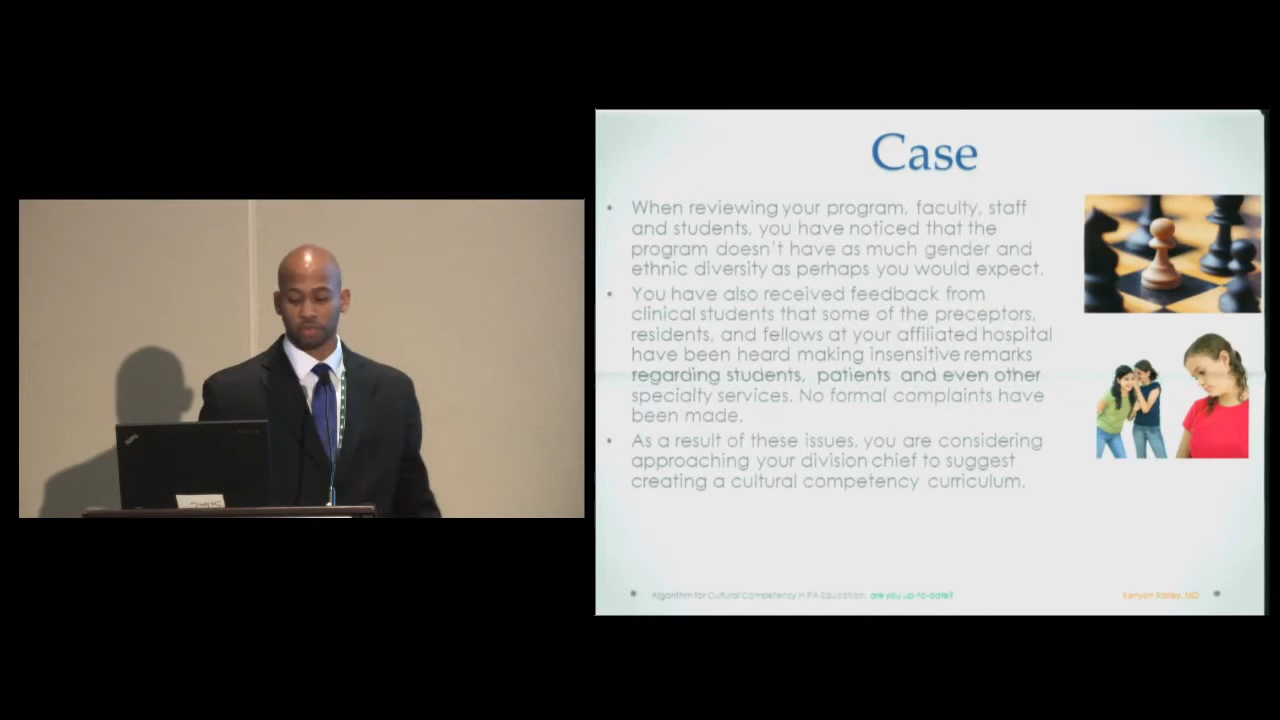 Case
• When reviewing your program, faculty, staff
and students, you have noticed that the
program doesn't have as much gender and
ethnic diversity as perhaps you would expect.
• You have also received feedback from
clinical students that some of the preceptors,
residents, and fellows at your affiliated hospital
have been heard making insensitive remarks
regarding students, patients and even other
specialty services. No formal complaints have
been made.
• As a result of these issues, you are considering
approaching your division chief to suggest
creating a cultural competency curriculum.
Algorithm for Cultural Competency in PA Education: are you up-to-date?
Kenyon Railey, MD